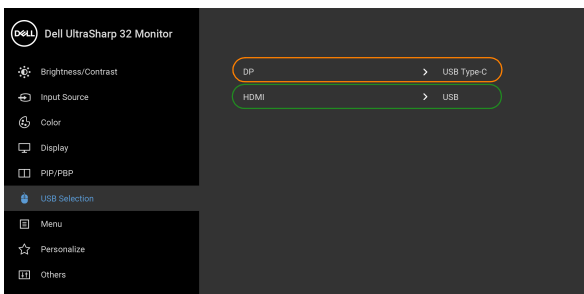 DELL Dell UltraSharp 32 Monitor
Brightness/Contrast
Input Source
Color
Display
PIP/PBP
USB Selection
Menu
Personalize
Others
DP > USB Type-C
HDMI > USB